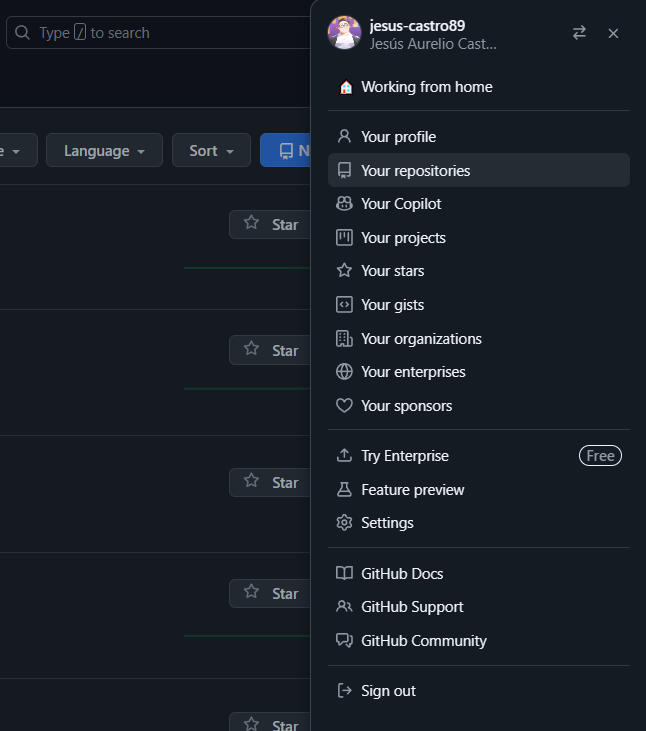 Type / to search
jesus-castro89
Jesús Aurelio Cast...
Working from home
Language
Sort
Your profile
Your repositories
Your Copilot
Your projects
Your stars
Your gists
Your organizations
Your enterprises
Your sponsors
Try Enterprise Free
Feature preview
Settings
GitHub Docs
GitHub Support
GitHub Community
Sign out
Star
Star
Star
Star
Star